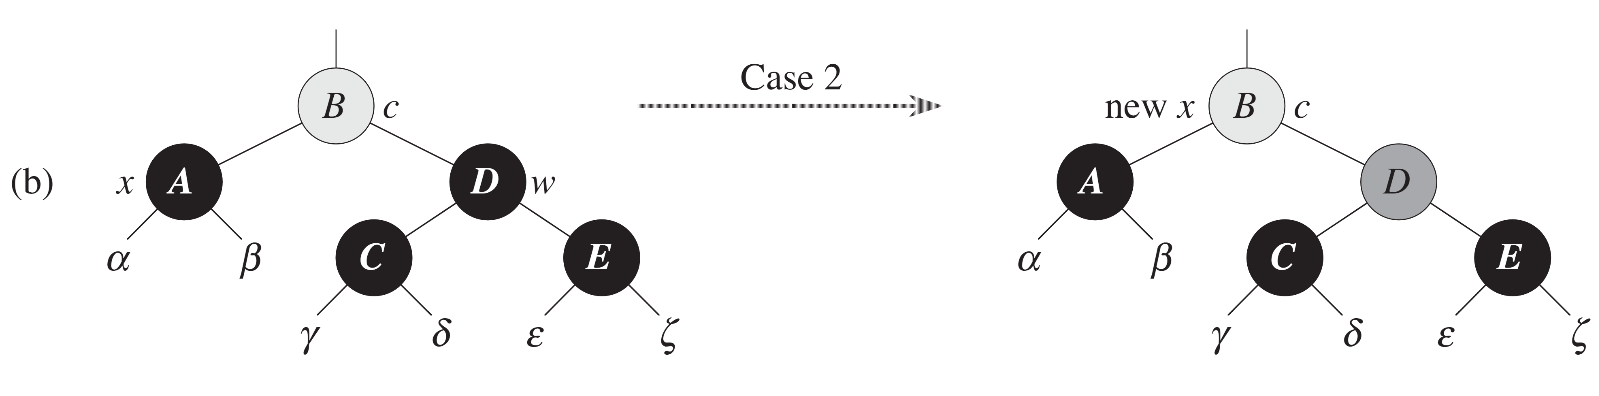 Case 2
B c new x B c
(b) x A D w A D
α β C E α β C E
γ δ ε ζ γ δ ε ζ